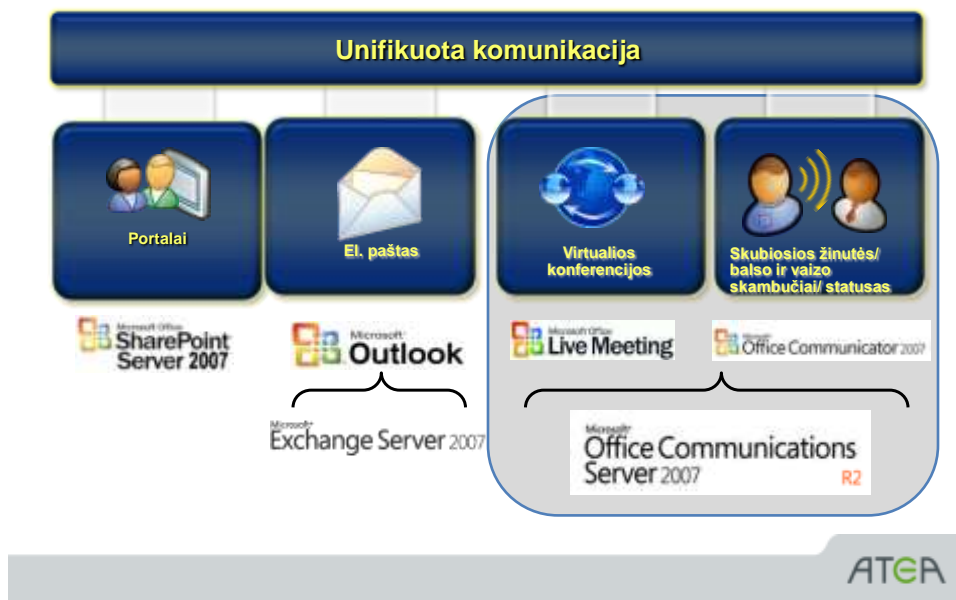 Unifikuota komunikacija
Portalai
El. paštas
Virtualios
konferencijos
Skubiosios žinutės/
balso ir vaizo
skambučiai/ statusas
Microsoft Office
SharePoint
Server 2007
Microsoft
Outlook
Microsoft Office
Live Meeting
Microsoft
Office Communicator 2007
Microsoft
Exchange Server 2007
Microsoft
Office Communications
Server 2007
R2
ATEA